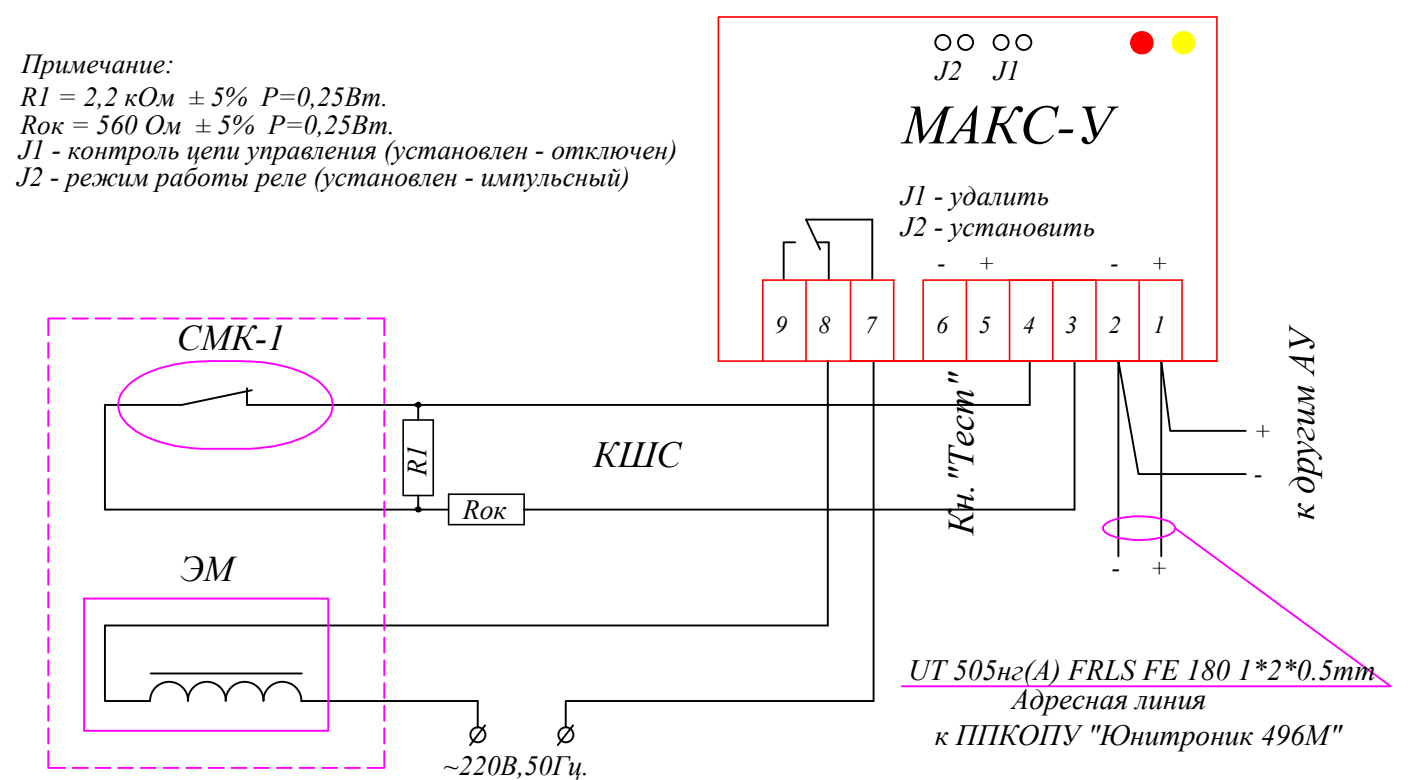 Примечание:
R1 = 2,2 кОм ± 5% P=0,25Вт.
Rок = 560 Ом ± 5% P=0,25Вт.
J1 - контроль цепи управления (установлен - отключен)
J2 - режим работы реле (установлен - импульсный)
J2 J1
МАКС-У
J1 - удалить
J2 - установить
- + - +
9 8 7 6 5 4 3 2 1
СМК-1
R1
КШС
Rок
Кн."Тест"
+
-
к другим АУ
- +
ЭМ
~220В,50Гц.
UT 505нг(А) FRLS FE 180 1*2*0.5mm
Адресная линия
к ППКОПУ "Юнитроник 496М"